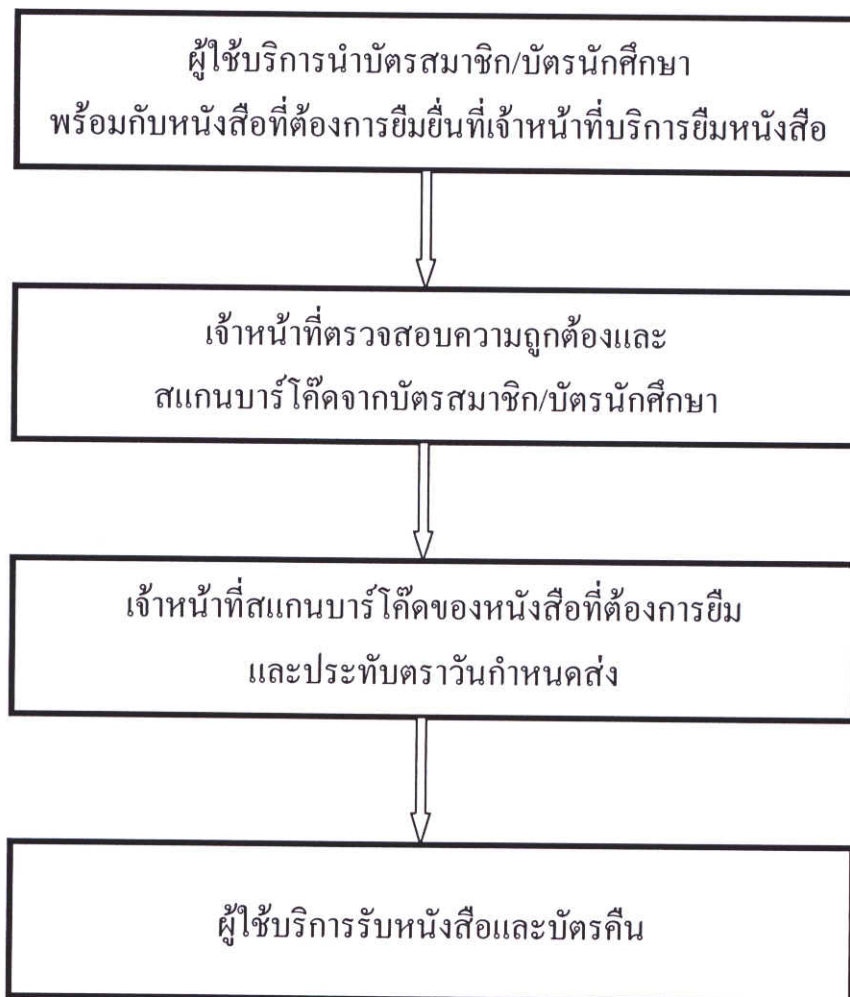 ผู้ใช้บริการนำบัตรสมาชิก/บัตรนักศึกษา
พร้อมกับหนังสือที่ต้องการยืมยื่นที่เจ้าหน้าที่บริการยืมหนังสือ
เจ้าหน้าที่ตรวจสอบความถูกต้องและ
สแกนบาร์โค๊ดจากบัตรสมาชิก/บัตรนักศึกษา
เจ้าหน้าที่สแกนบาร์โค๊ดของหนังสือที่ต้องการยืม
และประทับตราวันกำหนดส่ง
ผู้ใช้บริการรับหนังสือและบัตรคืน